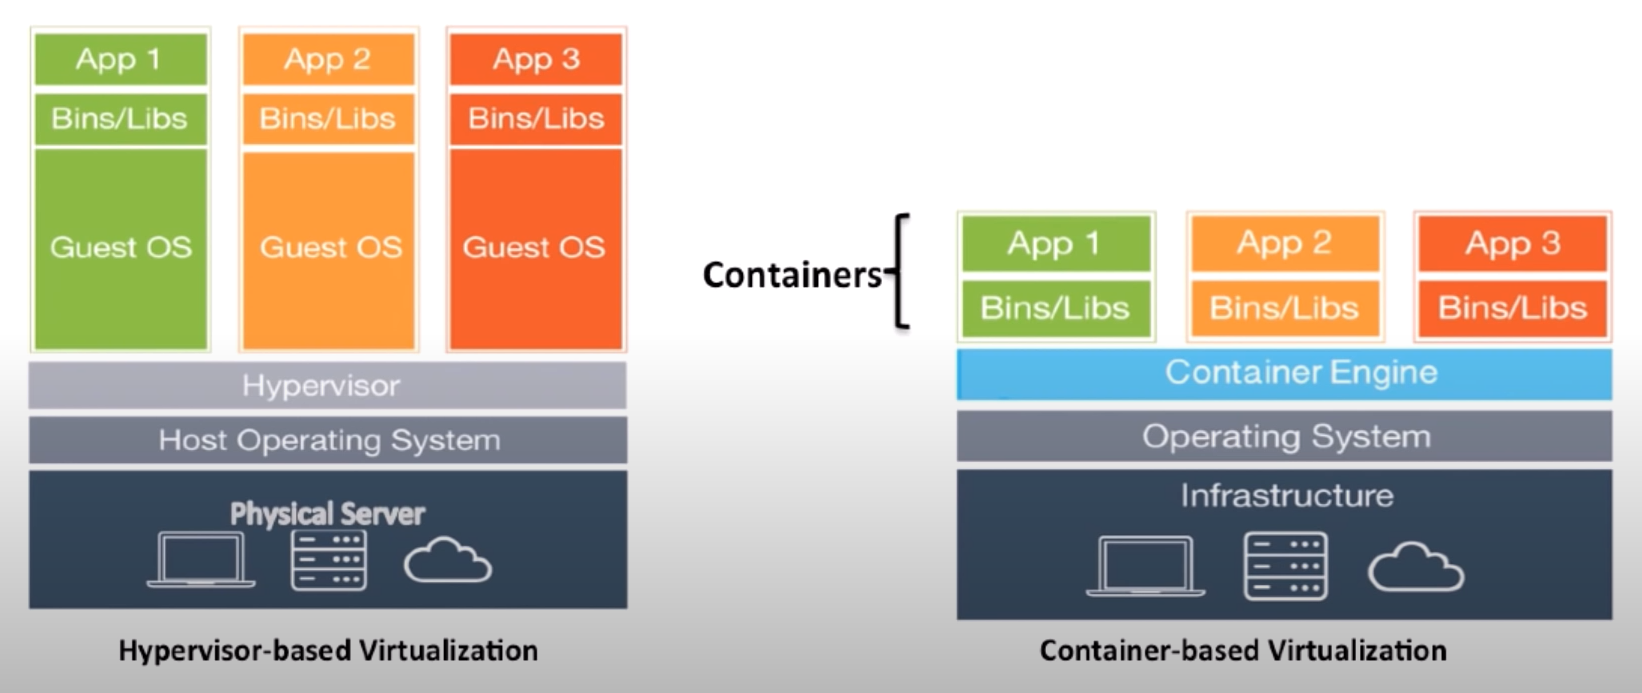 App 1
App 2
App 3
Bins/Libs
Bins/Libs
Bins/Libs
Guest OS
Guest OS
Guest OS
Hypervisor
Host Operating System
Physical Server
Hypervisor-based Virtualization
Containers
App 1
App 2
App 3
Bins/Libs
Bins/Libs
Bins/Libs
Container Engine
Operating System
Infrastructure
Container-based Virtualization